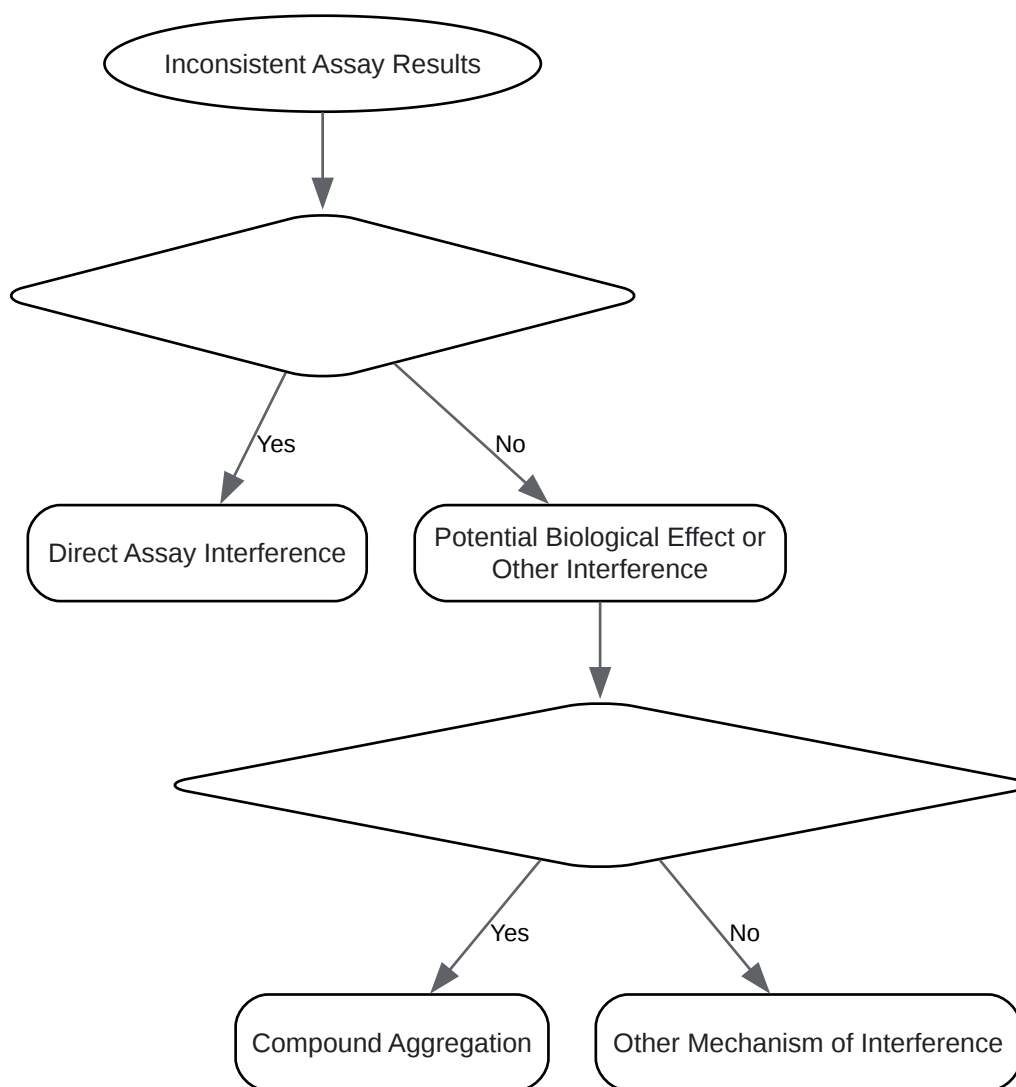 Inconsistent Assay Results
Yes
No
Direct Assay Interference
Potential Biological Effect or
Other Interference
Yes
No
Compound Aggregation
Other Mechanism of Interference